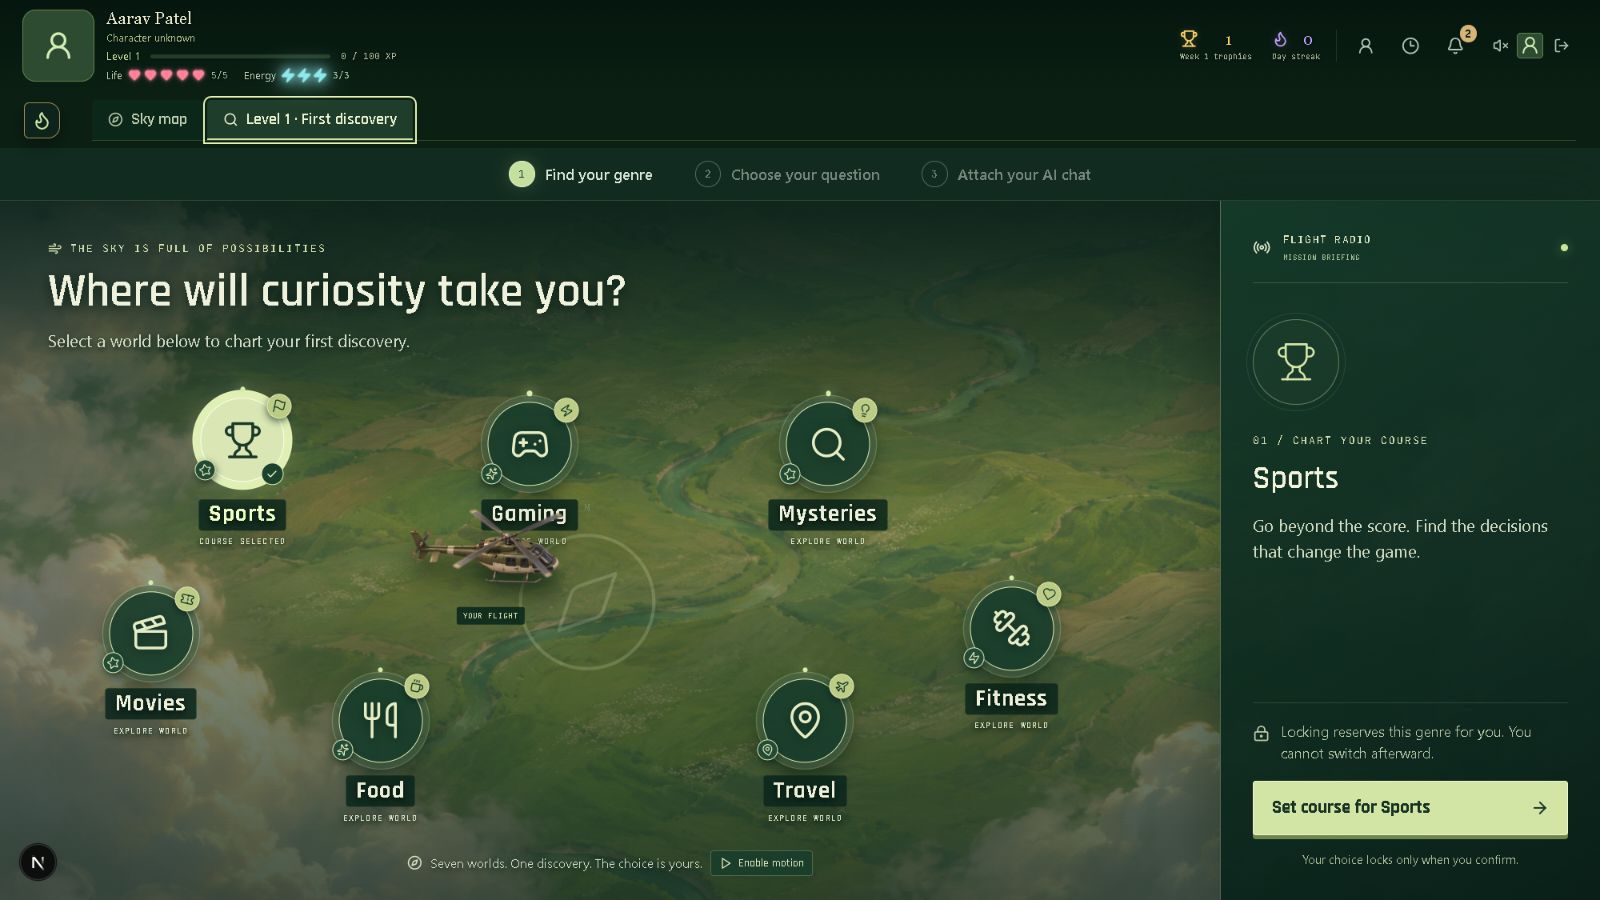 Aarav Patel
Character unknown
Level 1 0 / 100 XP
Life 5/5 Energy 3/3
1
Week 1 trophies
0
Day streak
2
Sky map
Level 1 · First discovery
1 Find your genre
2 Choose your question
3 Attach your AI chat
THE SKY IS FULL OF POSSIBILITIES
Where will curiosity take you?
Select a world below to chart your first discovery.
Sports
COURSE SELECTED
Gaming
WORLD
Mysteries
EXPLORE WORLD
YOUR FLIGHT
Movies
EXPLORE WORLD
Fitness
EXPLORE WORLD
Food
EXPLORE WORLD
Travel
EXPLORE WORLD
Seven worlds. One discovery. The choice is yours.
Enable motion
N
FLIGHT RADIO
MISSION BRIEFING
01 / CHART YOUR COURSE
Sports
Go beyond the score. Find the decisions
that change the game.
Locking reserves this genre for you. You
cannot switch afterward.
Set course for Sports
Your choice locks only when you confirm.